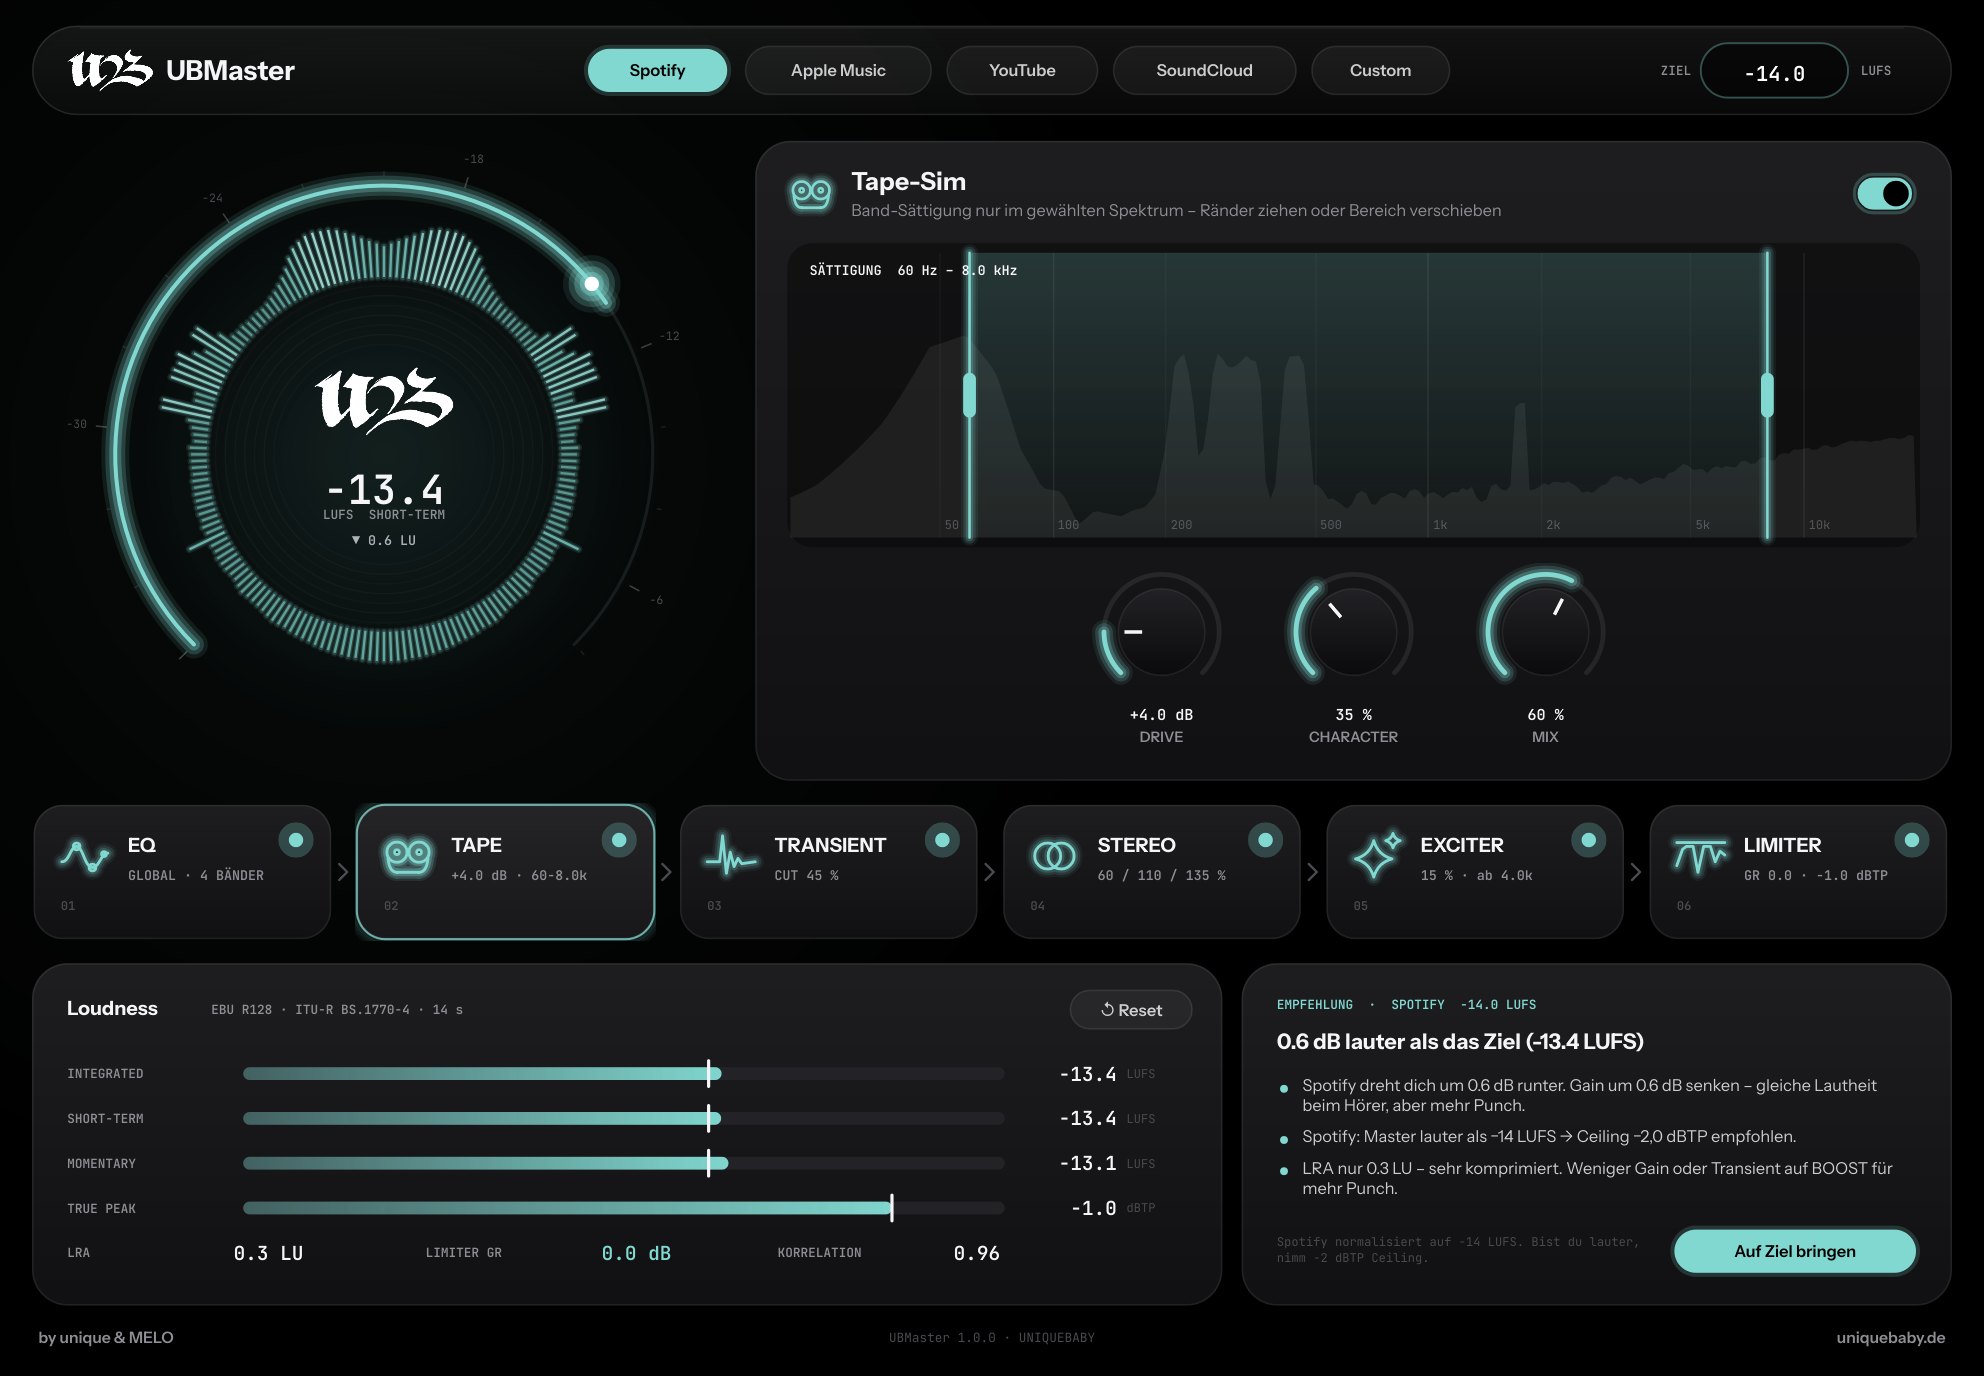 UB UBMaster
Spotify
Apple Music
YouTube
SoundCloud
Custom
ZIEL
-14.0
LUFS
-30
-24
-18
-12
-6
UB
-13.4
LUFS SHORT-TERM
▼ 0.6 LU
Tape-Sim
Band-Sättigung nur im gewählten Spektrum – Ränder ziehen oder Bereich verschieben
SÄTTIGUNG 60 Hz – 8.0 kHz
50
100
200
500
1k
2k
5k
10k
+4.0 dB
DRIVE
35 %
CHARACTER
60 %
MIX
EQ
GLOBAL · 4 BÄNDER
01
TAPE
+4.0 dB · 60-8.0k
02
TRANSIENT
CUT 45 %
03
STEREO
60 / 110 / 135 %
04
EXCITER
15 % · ab 4.0k
05
LIMITER
GR 0.0 · -1.0 dBTP
06
Loudness
EBU R128 · ITU-R BS.1770-4 · 14 s
Reset
INTEGRATED
-13.4 LUFS
SHORT-TERM
-13.4 LUFS
MOMENTARY
-13.1 LUFS
TRUE PEAK
-1.0 dBTP
LRA
0.3 LU
LIMITER GR
0.0 dB
KORRELATION
0.96
EMPFEHLUNG · SPOTIFY -14.0 LUFS
0.6 dB lauter als das Ziel (-13.4 LUFS)
Spotify dreht dich um 0.6 dB runter. Gain um 0.6 dB senken – gleiche Lautheit
beim Hörer, aber mehr Punch.
Spotify: Master lauter als −14 LUFS → Ceiling −2,0 dBTP empfohlen.
LRA nur 0.3 LU – sehr komprimiert. Weniger Gain oder Transient auf BOOST für
mehr Punch.
Spotify normalisiert auf -14 LUFS. Bist du lauter,
nimm -2 dBTP Ceiling.
Auf Ziel bringen
by unique & MELO
UBMaster 1.0.0 · UNIQUEBABY
uniquebaby.de